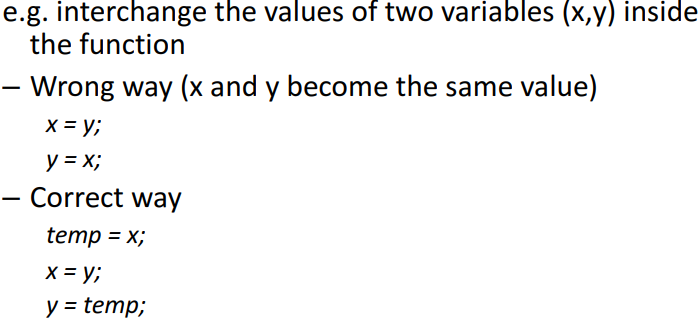 e.g. interchange the values of two variables (x,y) inside
the function
– Wrong way (x and y become the same value)
x = y;
y = x;
– Correct way
temp = x;
x = y;
y = temp;